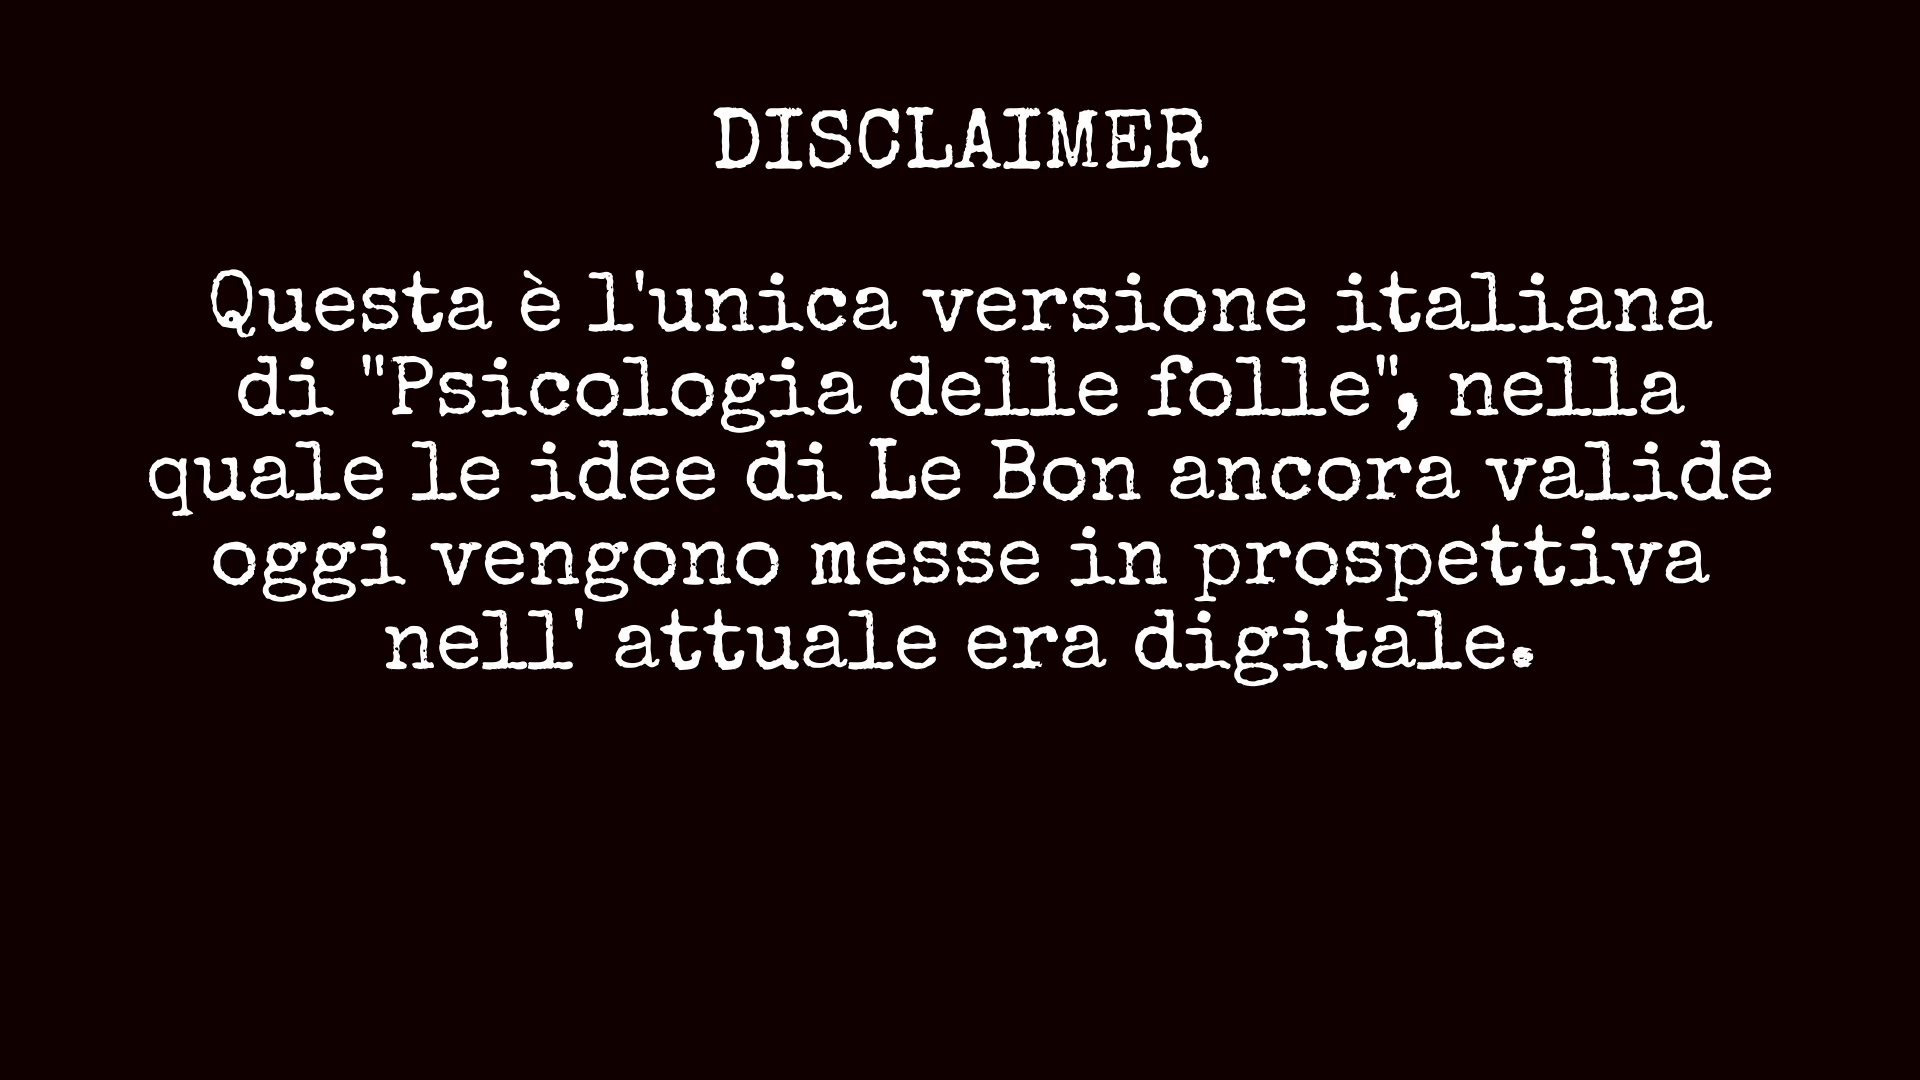 DISCLAIMER
Questa è l'unica versione italiana
di "Psicologia delle folle", nella
quale le idee di Le Bon ancora valide
oggi vengono messe in prospettiva
nell' attuale era digitale.